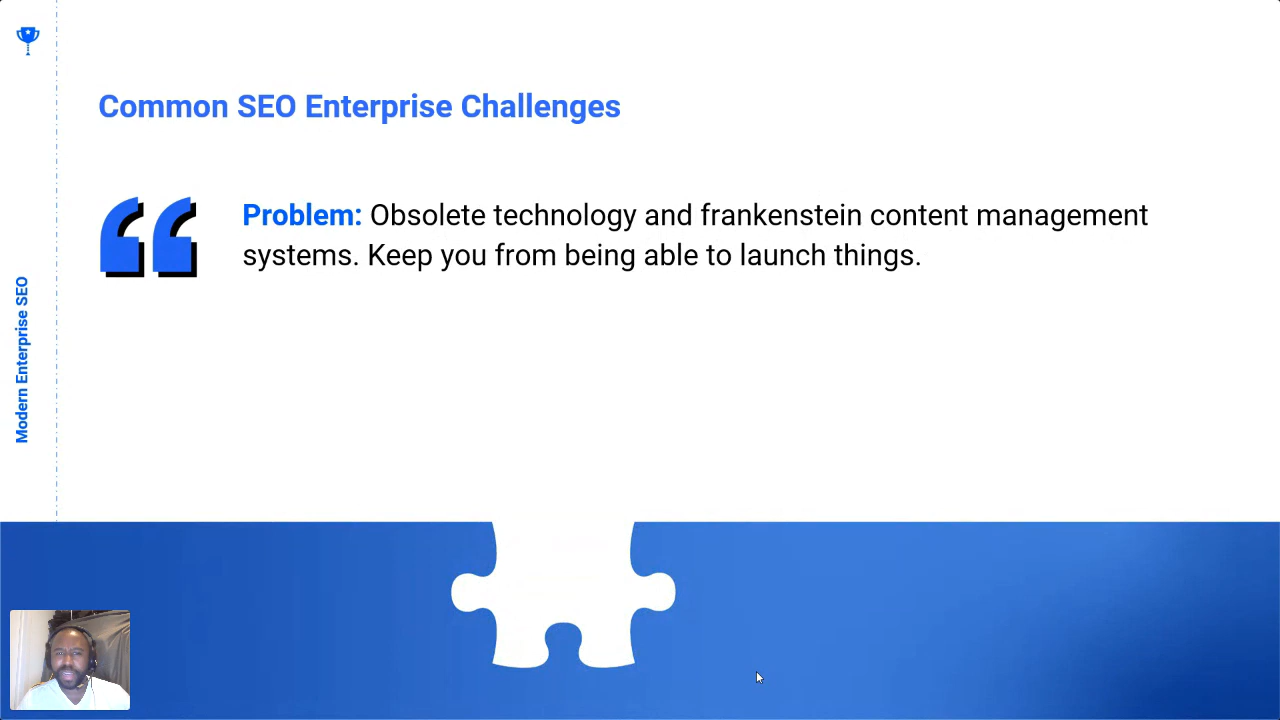 Common SEO Enterprise Challenges
Problem: Obsolete technology and frankenstein content management
systems. Keep you from being able to launch things.
Modern Enterprise SEO